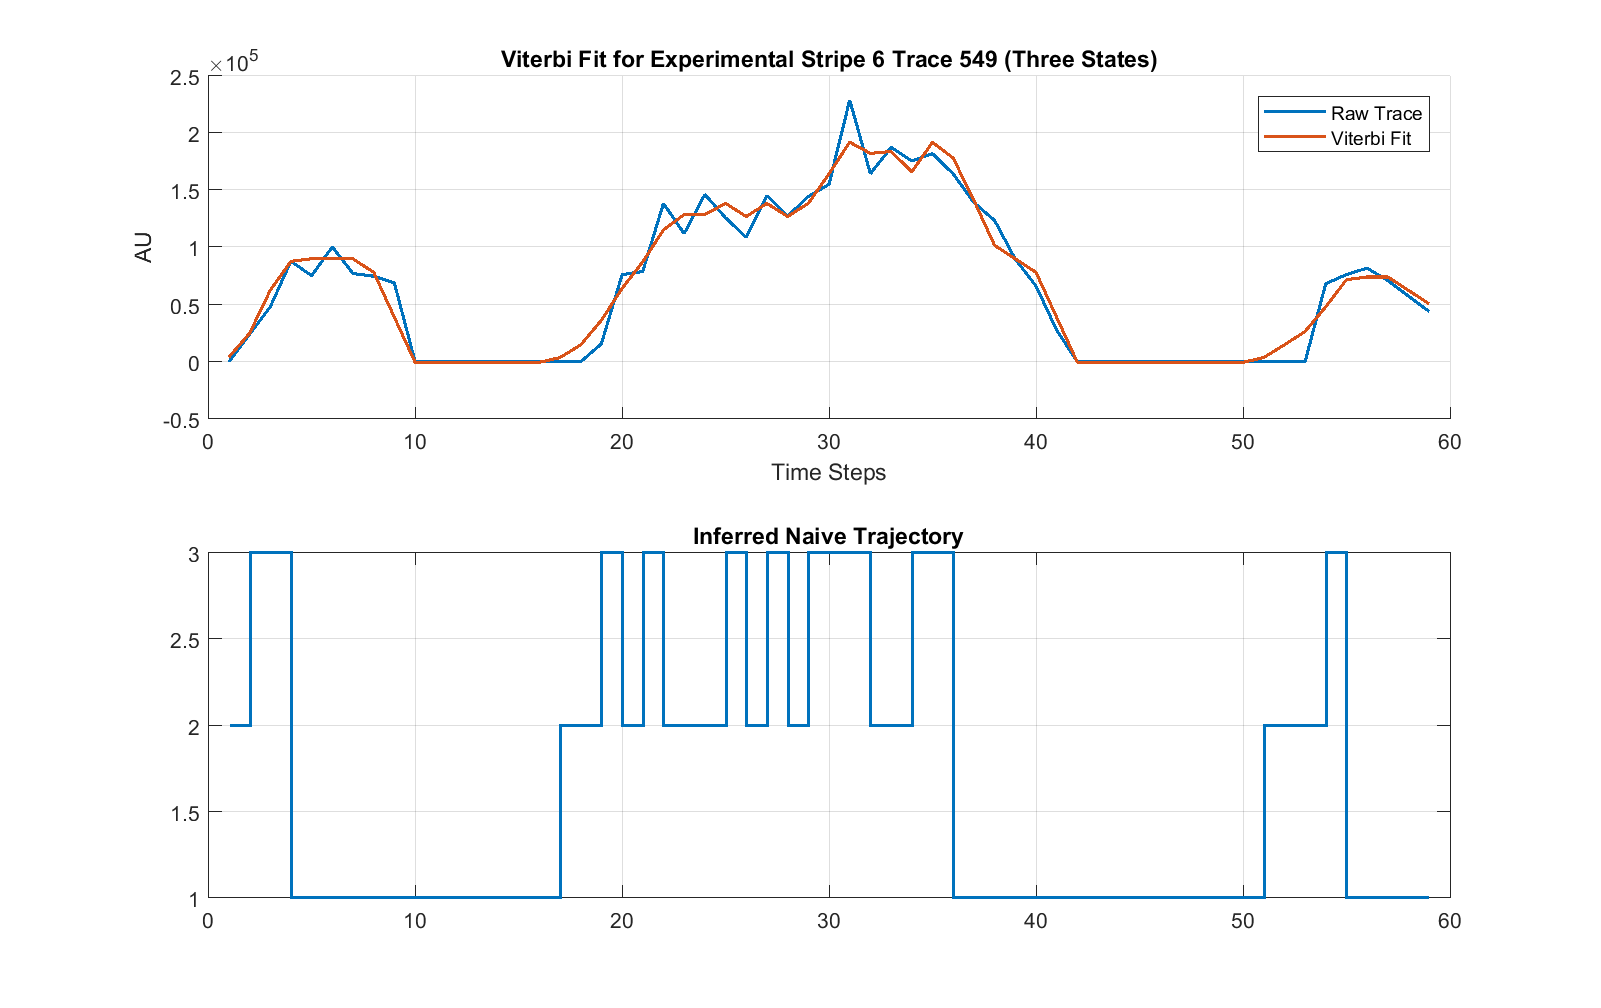 Viterbi Fit for Experimental Stripe 6 Trace 549 (Three States)
×10^5
2.5
2
1.5
1
0.5
0
-0.5
AU
Raw Trace
Viterbi Fit
0 10 20 30 40 50 60
Time Steps
Inferred Naive Trajectory
3
2.5
2
1.5
1
0 10 20 30 40 50 60